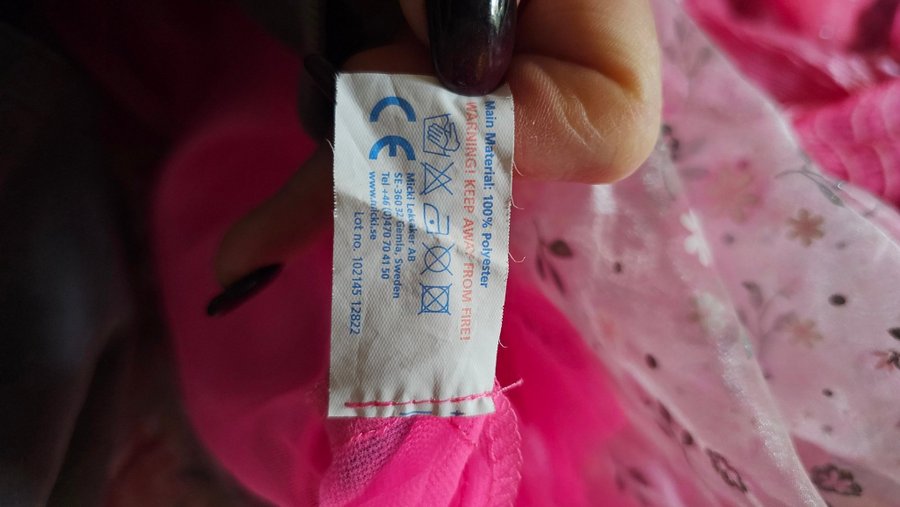 Main Material: 100% Polyester
WARNING! KEEP AWAY FROM FIRE!
CE
Micki Leksaker AB
SE-360 32 Gemla, Sweden
Tel +46 (0)470 70 41 50
www.micki.se
Lot no. 102145 12822